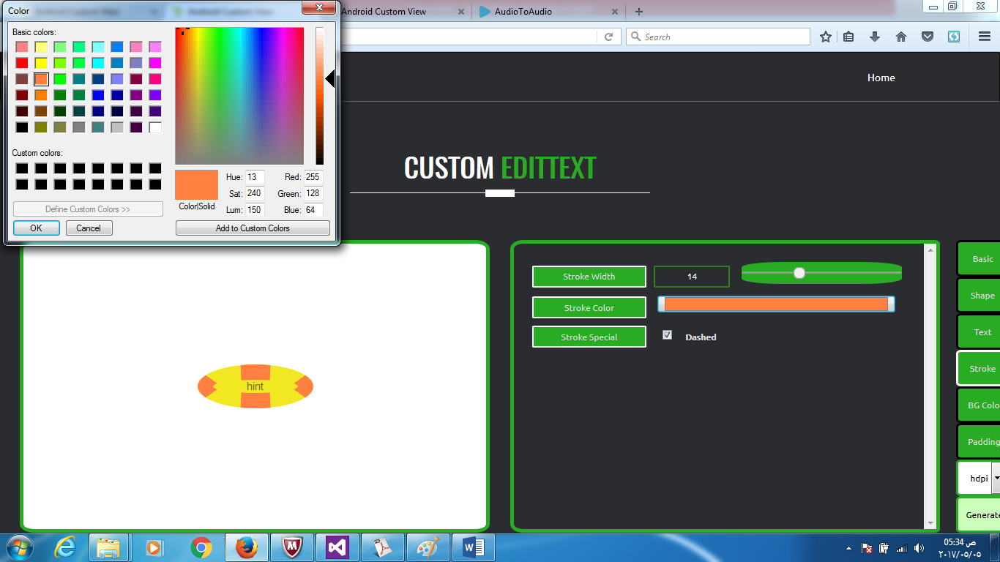 Color
Android Custom View
AudioToAudio
Search
Basic colors:
Custom colors:
Define Custom Colors >>
OK
Cancel
Color|Solid
Hue: 13
Sat: 240
Lum: 150
Red: 255
Green: 128
Blue: 64
Add to Custom Colors
Home
CUSTOM EDITTEXT
hint
Stroke Width
14
Stroke Color
Stroke Special
Dashed
Basic
Shape
Text
Stroke
BG Colo
Padding
hdpi
Generate
05:34 ص
٢٠١٧/٠٥/٠٥